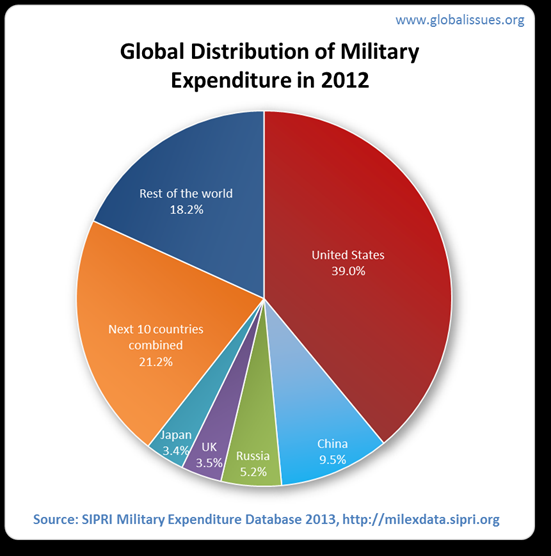 www.globalissues.org
Global Distribution of Military
Expenditure in 2012
Rest of the world
18.2%
United States
39.0%
Next 10 countries
combined
21.2%
Japan
3.4%
UK
3.5%
Russia
5.2%
China
9.5%
Source: SIPRI Military Expenditure Database 2013, http://milexdata.sipri.org